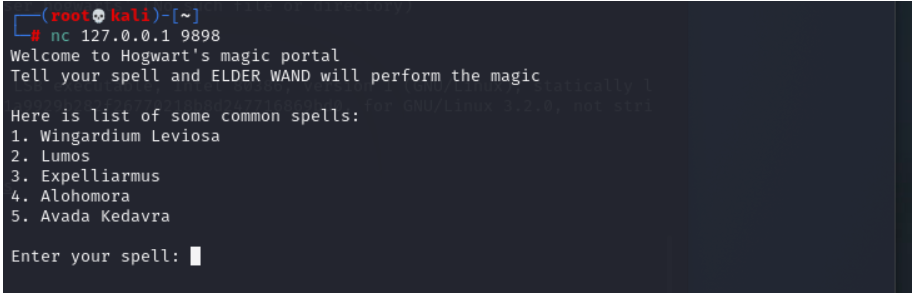 (root💀kali)-[~]
# nc 127.0.0.1 9898
Welcome to Hogwart's magic portal
Tell your spell and ELDER WAND will perform the magic
Here is list of some common spells:
1. Wingardium Leviosa
2. Lumos
3. Expelliarmus
4. Alohomora
5. Avada Kedavra
Enter your spell: